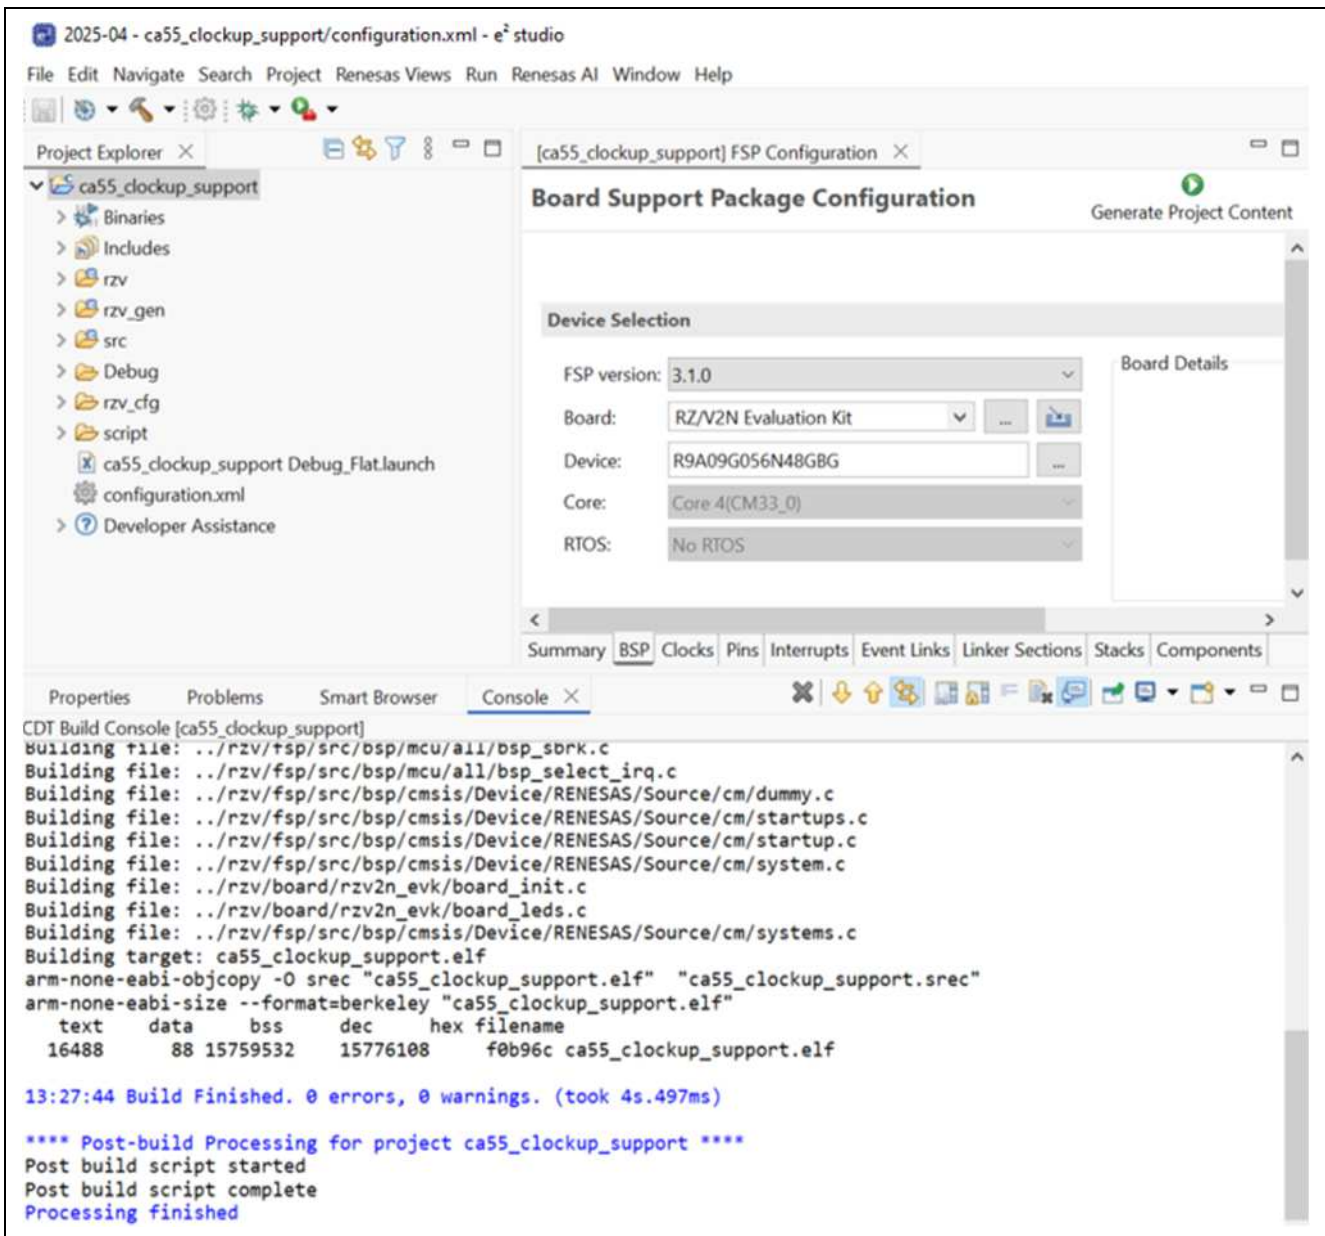 2025-04 - ca55_clockup_support/configuration.xml - e² studio
File Edit Navigate Search Project Renesas Views Run Renesas AI Window Help
Project Explorer
ca55_clockup_support
Binaries
Includes
rzv
rzv_gen
src
Debug
rzv_cfg
script
ca55_clockup_support Debug_Flat.launch
configuration.xml
Developer Assistance
[ca55_clockup_support] FSP Configuration
Board Support Package Configuration
Generate Project Content
Device Selection
FSP version: 3.1.0
Board: RZ/V2N Evaluation Kit ...
Device: R9A09G056N48GBG ...
Core: Core 4(CM33_0)
RTOS: No RTOS
Board Details
Summary BSP Clocks Pins Interrupts Event Links Linker Sections Stacks Components
Properties Problems Smart Browser Console
CDT Build Console [ca55_clockup_support]
Building file: ../rzv/fsp/src/bsp/mcu/all/bsp_sbrk.c
Building file: ../rzv/fsp/src/bsp/mcu/all/bsp_select_irq.c
Building file: ../rzv/fsp/src/bsp/cmsis/Device/RENESAS/Source/cm/dummy.c
Building file: ../rzv/fsp/src/bsp/cmsis/Device/RENESAS/Source/cm/startups.c
Building file: ../rzv/fsp/src/bsp/cmsis/Device/RENESAS/Source/cm/startup.c
Building file: ../rzv/fsp/src/bsp/cmsis/Device/RENESAS/Source/cm/system.c
Building file: ../rzv/board/rzv2n_evk/board_init.c
Building file: ../rzv/board/rzv2n_evk/board_leds.c
Building file: ../rzv/fsp/src/bsp/cmsis/Device/RENESAS/Source/cm/systems.c
Building target: ca55_clockup_support.elf
arm-none-eabi-objcopy -O srec "ca55_clockup_support.elf"  "ca55_clockup_support.srec"
arm-none-eabi-size --format=berkeley "ca55_clockup_support.elf"
text data bss dec hex filename
16488 88 15759532 15776108 f0b96c ca55_clockup_support.elf
13:27:44 Build Finished. 0 errors, 0 warnings. (took 4s.497ms)
**** Post-build Processing for project ca55_clockup_support ****
Post build script started
Post build script complete
Processing finished